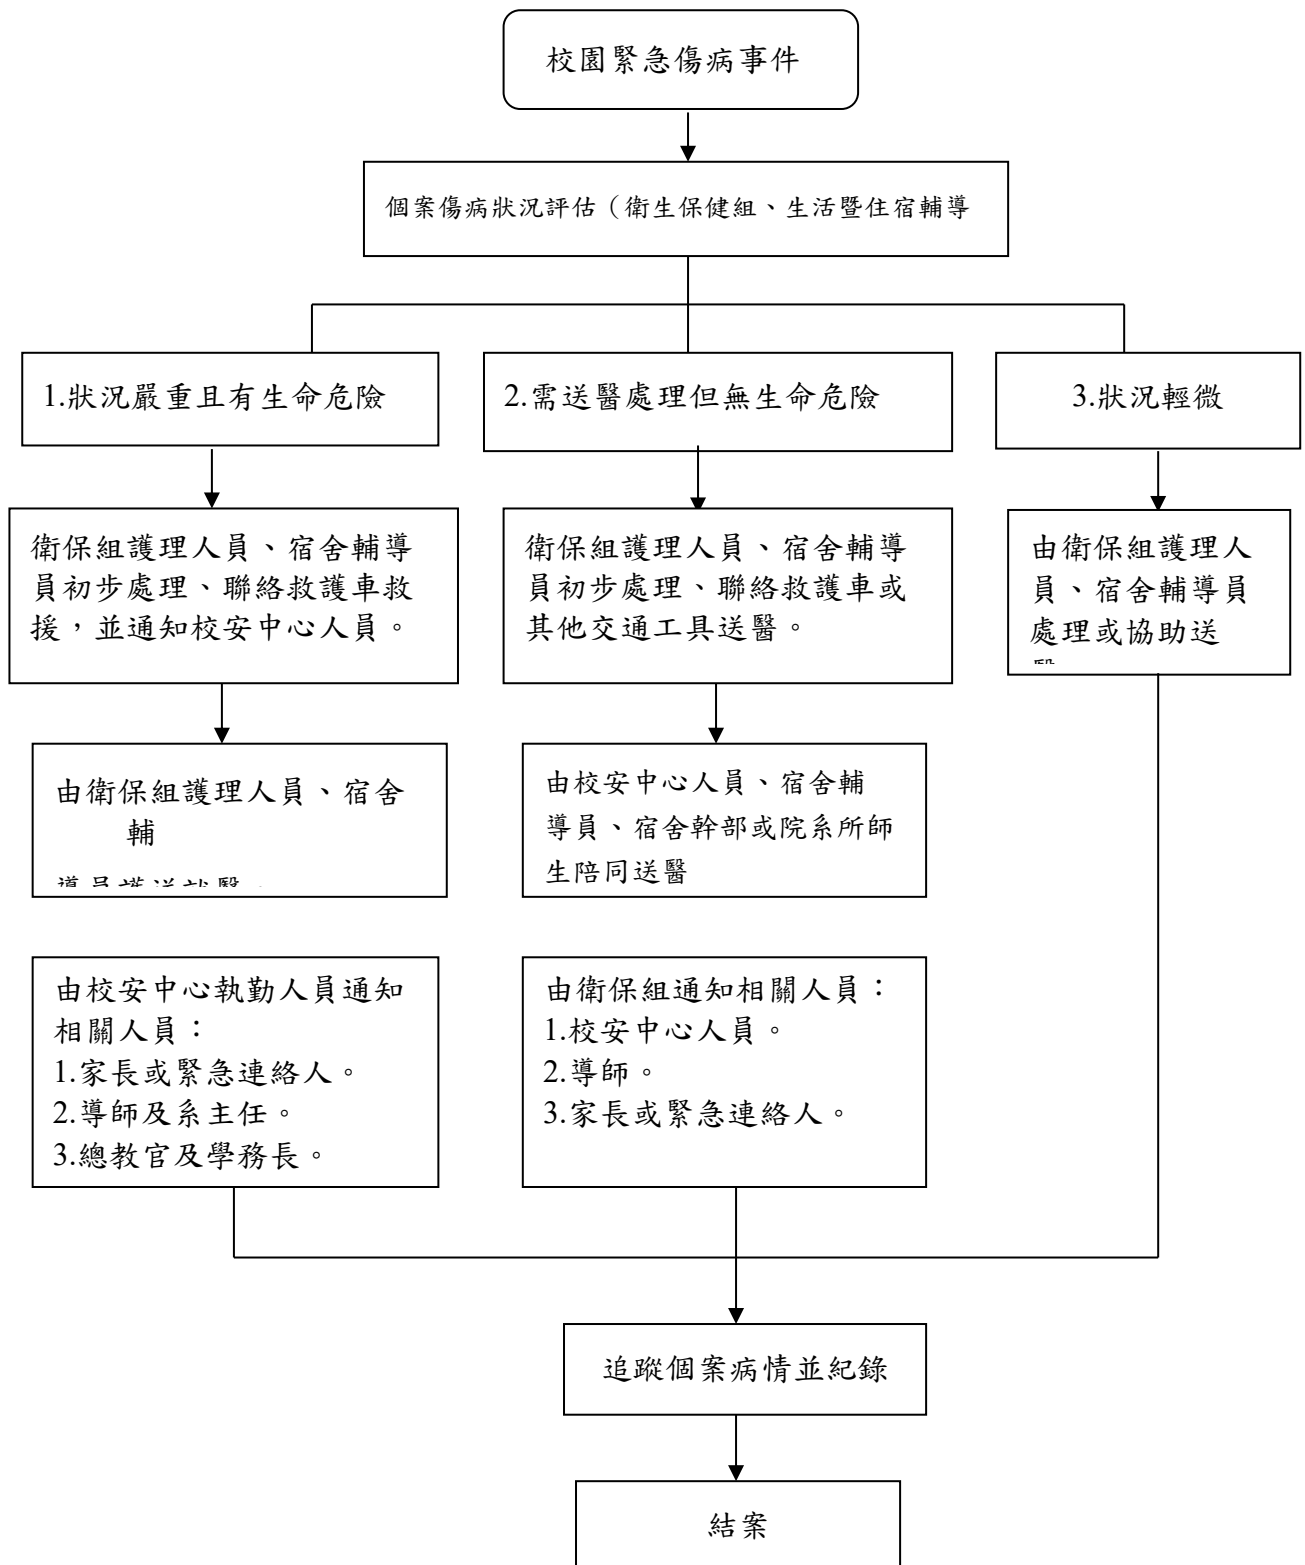 校園緊急傷病事件
個案傷病狀況評估（衛生保健組、生活暨住宿輔導
1.狀況嚴重且有生命危險
2.需送醫處理但無生命危險
3.狀況輕微
衛保組護理人員、宿舍輔導
員初步處理、聯絡救護車救
援，並通知校安中心人員。
衛保組護理人員、宿舍輔導
員初步處理、聯絡救護車或
其他交通工具送醫。
由衛保組護理人
員、宿舍輔導員
處理或協助送
由衛保組護理人員、宿舍
輔
導員護送就醫。
由校安中心人員、宿舍輔
導員、宿舍幹部或院系所師
生陪同送醫
由校安中心執勤人員通知
相關人員：
1.家長或緊急連絡人。
2.導師及系主任。
3.總教官及學務長。
由衛保組通知相關人員：
1.校安中心人員。
2.導師。
3.家長或緊急連絡人。
追蹤個案病情並紀錄
結案